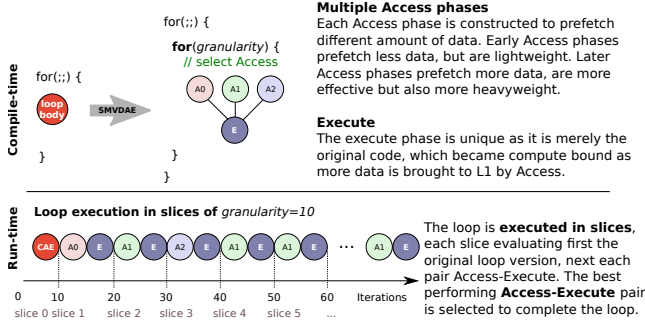 Compile-time
for(;;) {
loop
body
}
SMVDAE
for(;;) {
for(granularity) {
// select Access
A0 A1 A2
E
}
}
Multiple Access phases
Each Access phase is constructed to prefetch
different amount of data. Early Access phases
prefetch less data, but are lightweight. Later
Access phases prefetch more data, are more
effective but also more heavyweight.
Execute
The execute phase is unique as it is merely the
original code, which became compute bound as
more data is brought to L1 by Access.
Run-time
Loop execution in slices of granularity=10
CAE A0 E A1 E A2 E A1 E A1 E ... A1 E
0 10 20 30 40 50 60 Iterations
slice 0 slice 1 slice 2 slice 3 slice 4 slice 5 ...
The loop is executed in slices,
each slice evaluating first the
original loop version, next each
pair Access-Execute. The best
performing Access-Execute pair
is selected to complete the loop.